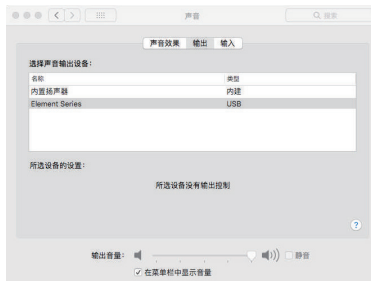 声音
搜索
声音效果 输出 输入
选择声音输出设备：
名称 类型
内置扬声器 内建
Element Series USB
所选设备的设置：
所选设备没有输出控制
?
输出音量： 静音
在菜单栏中显示音量